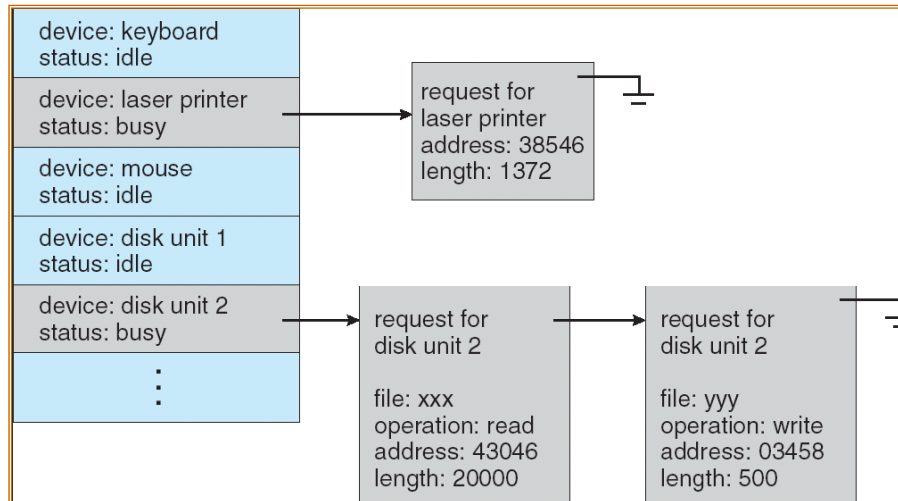 device: keyboard
status: idle
device: laser printer
status: busy
device: mouse
status: idle
device: disk unit 1
status: idle
device: disk unit 2
status: busy
request for
laser printer
address: 38546
length: 1372
request for
disk unit 2
file: xxx
operation: read
address: 43046
length: 20000
request for
disk unit 2
file: yyy
operation: write
address: 03458
length: 500